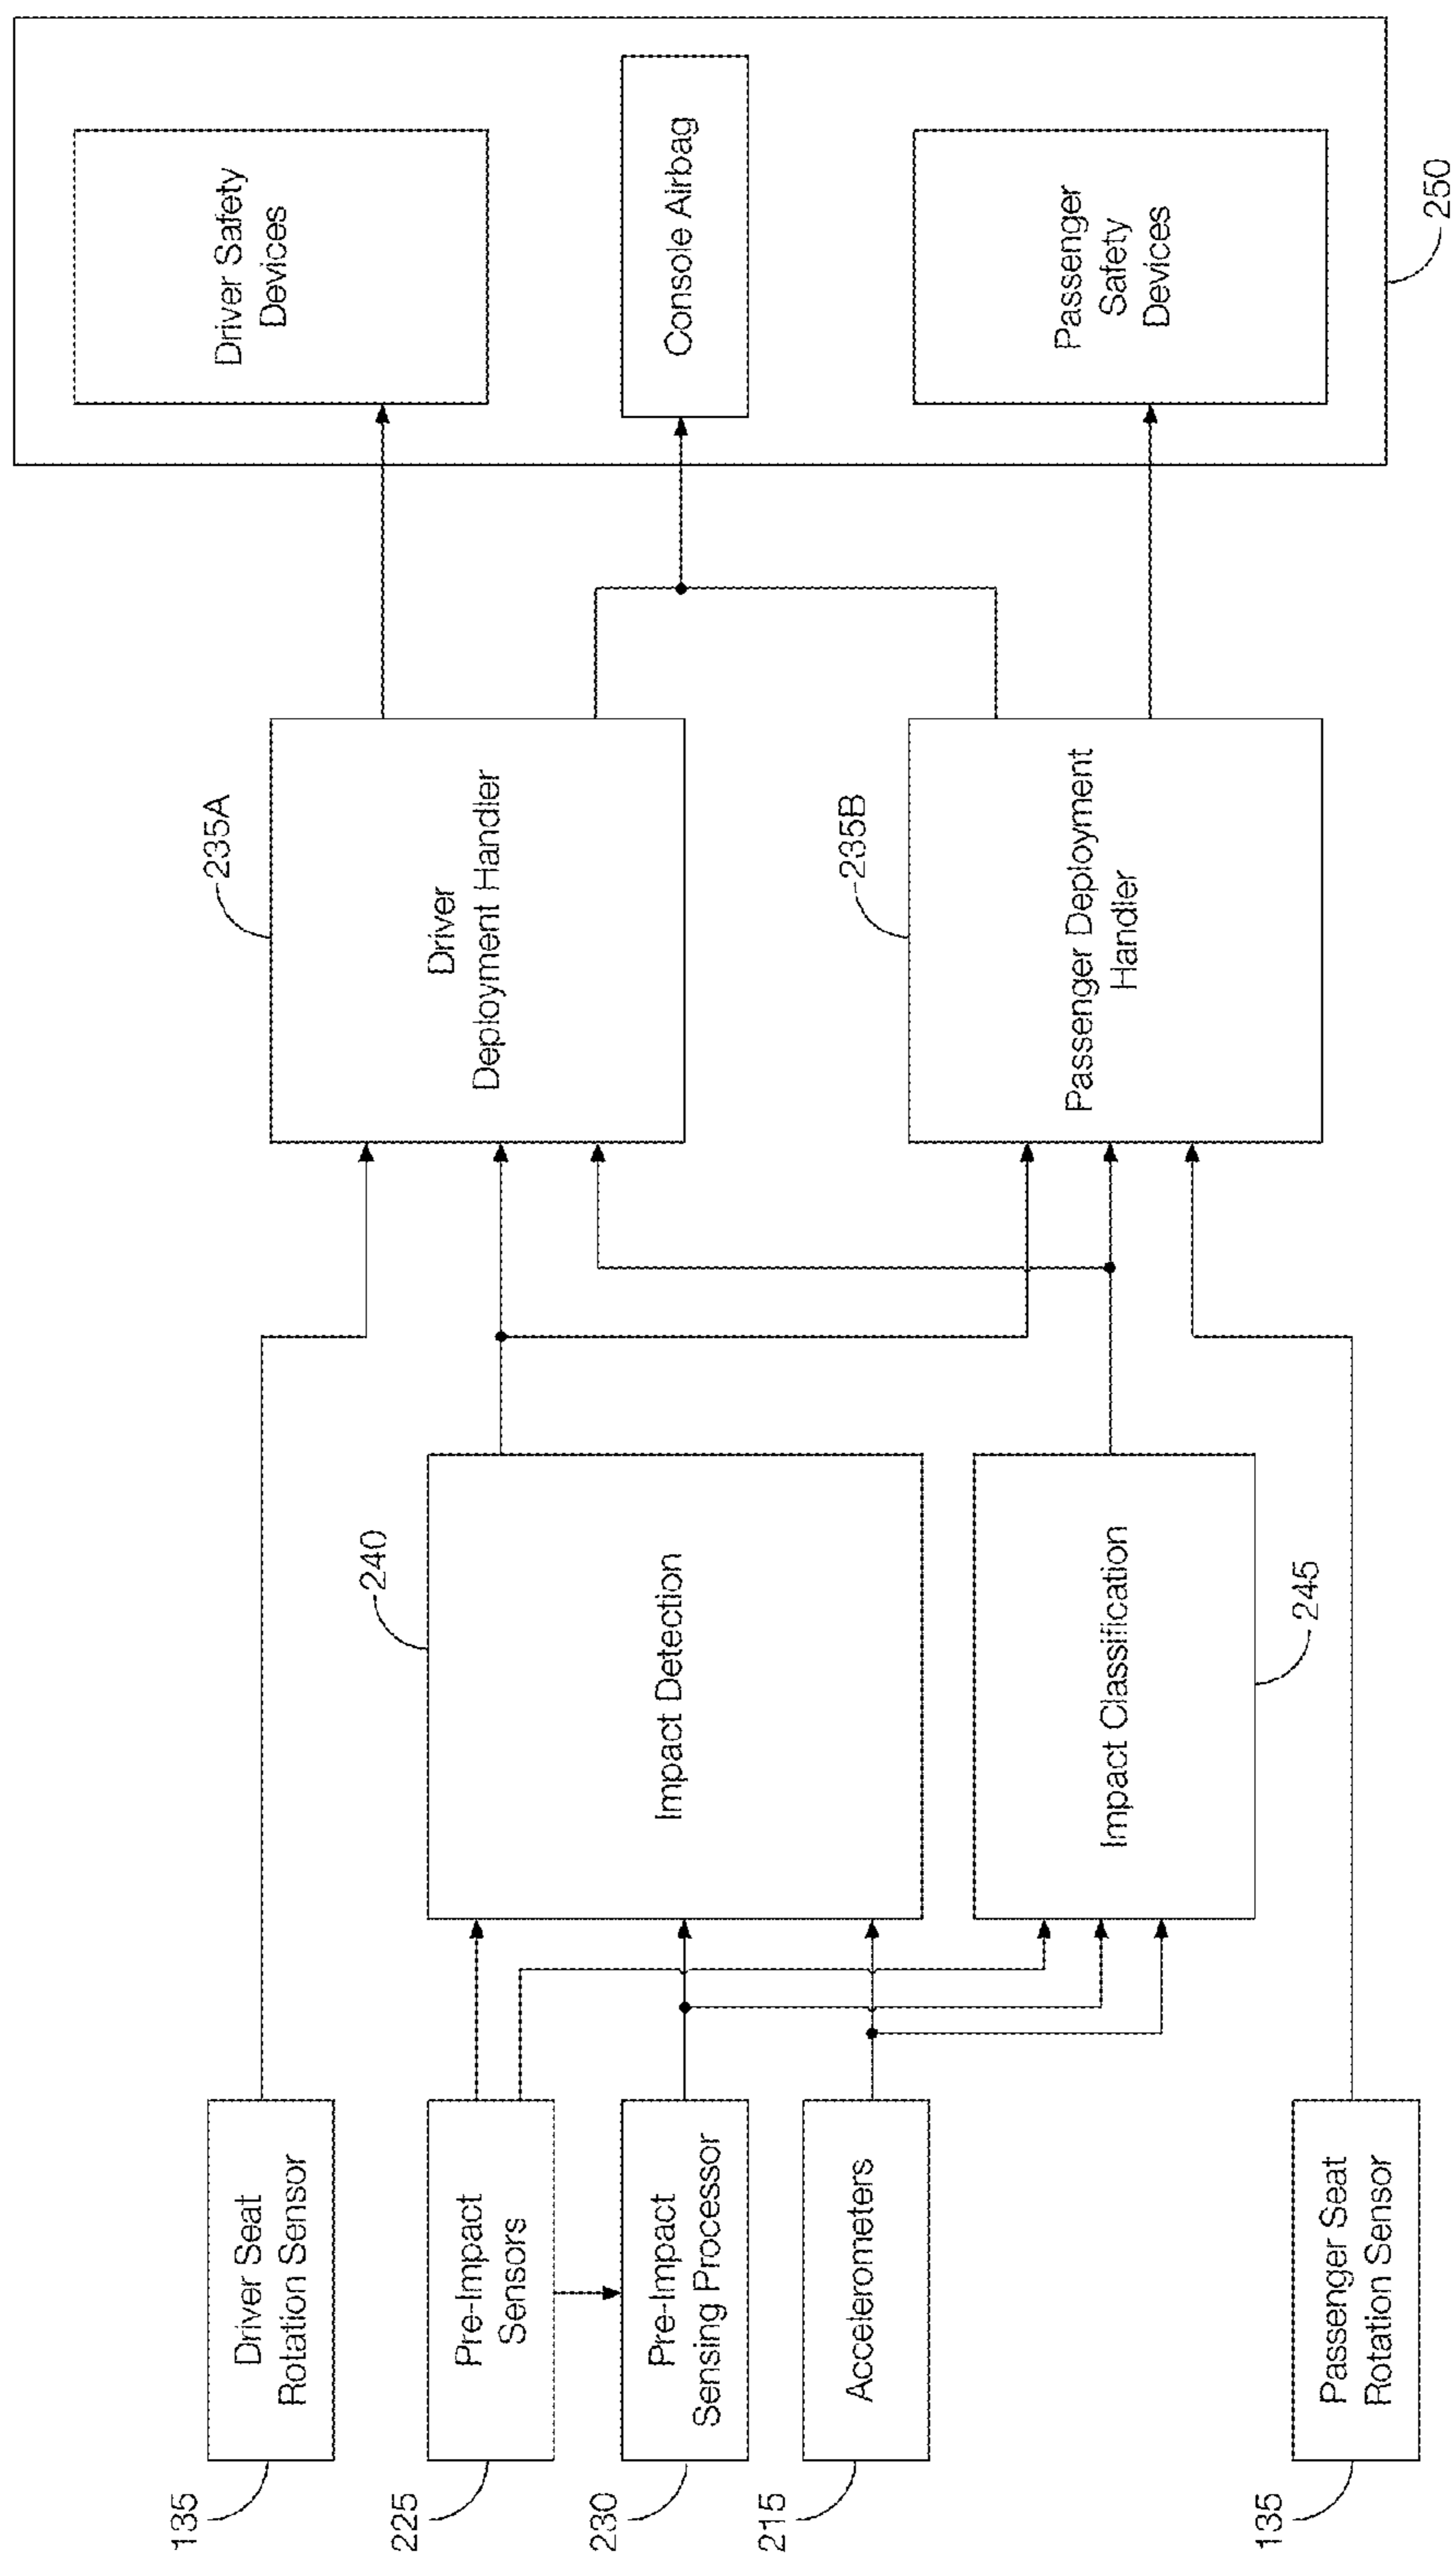 135
Driver Seat
Rotation Sensor
225
Pre-Impact
Sensors
230
Pre-Impact
Sensing Processor
215
Accelerometers
135
Passenger Seat
Rotation Sensor
240
Impact Detection
Impact Classification
245
235A
Driver
Deployment Handler
235B
Passenger Deployment
Handler
Driver Safety
Devices
Console Airbag
Passenger
Safety
Devices
250